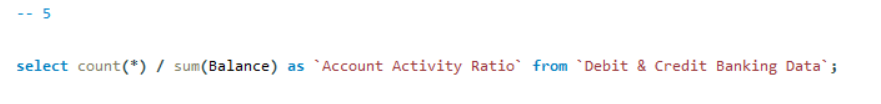 -- 5
select count(*) / sum(Balance) as `Account Activity Ratio` from `Debit & Credit Banking Data`;